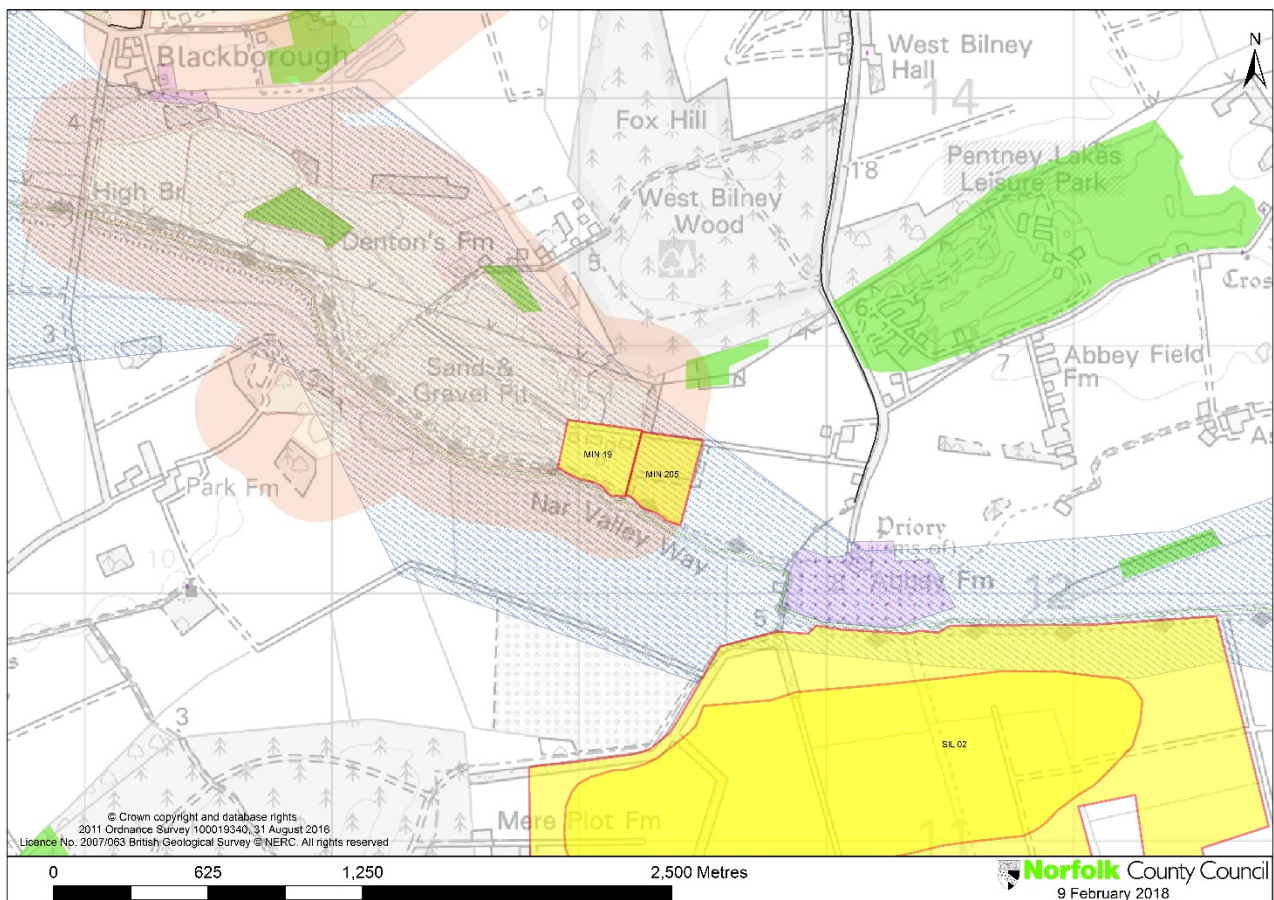 Blackborough
West Bilney
Hall
14
N
4
Fox Hill
Pentney Lakes
Leisure Park
18
High Br
West Bilney
Wood
Denton's Fm
5
Cros
6
3
7
Abbey Field
Fm
Sand &
Gravel Pit
MIN 19
MIN 205
Park Fm
Nar Valley Way
Priory
10
Abbey Fm
12
5
3
SIL 02
Mere Plot Fm
11
© Crown copyright and database rights
2011 Ordnance Survey 100019340, 31 August 2016
Licence No. 2007/063 British Geological Survey © NERC. All rights reserved
0 625 1,250 2,500 Metres
Norfolk County Council
9 February 2018